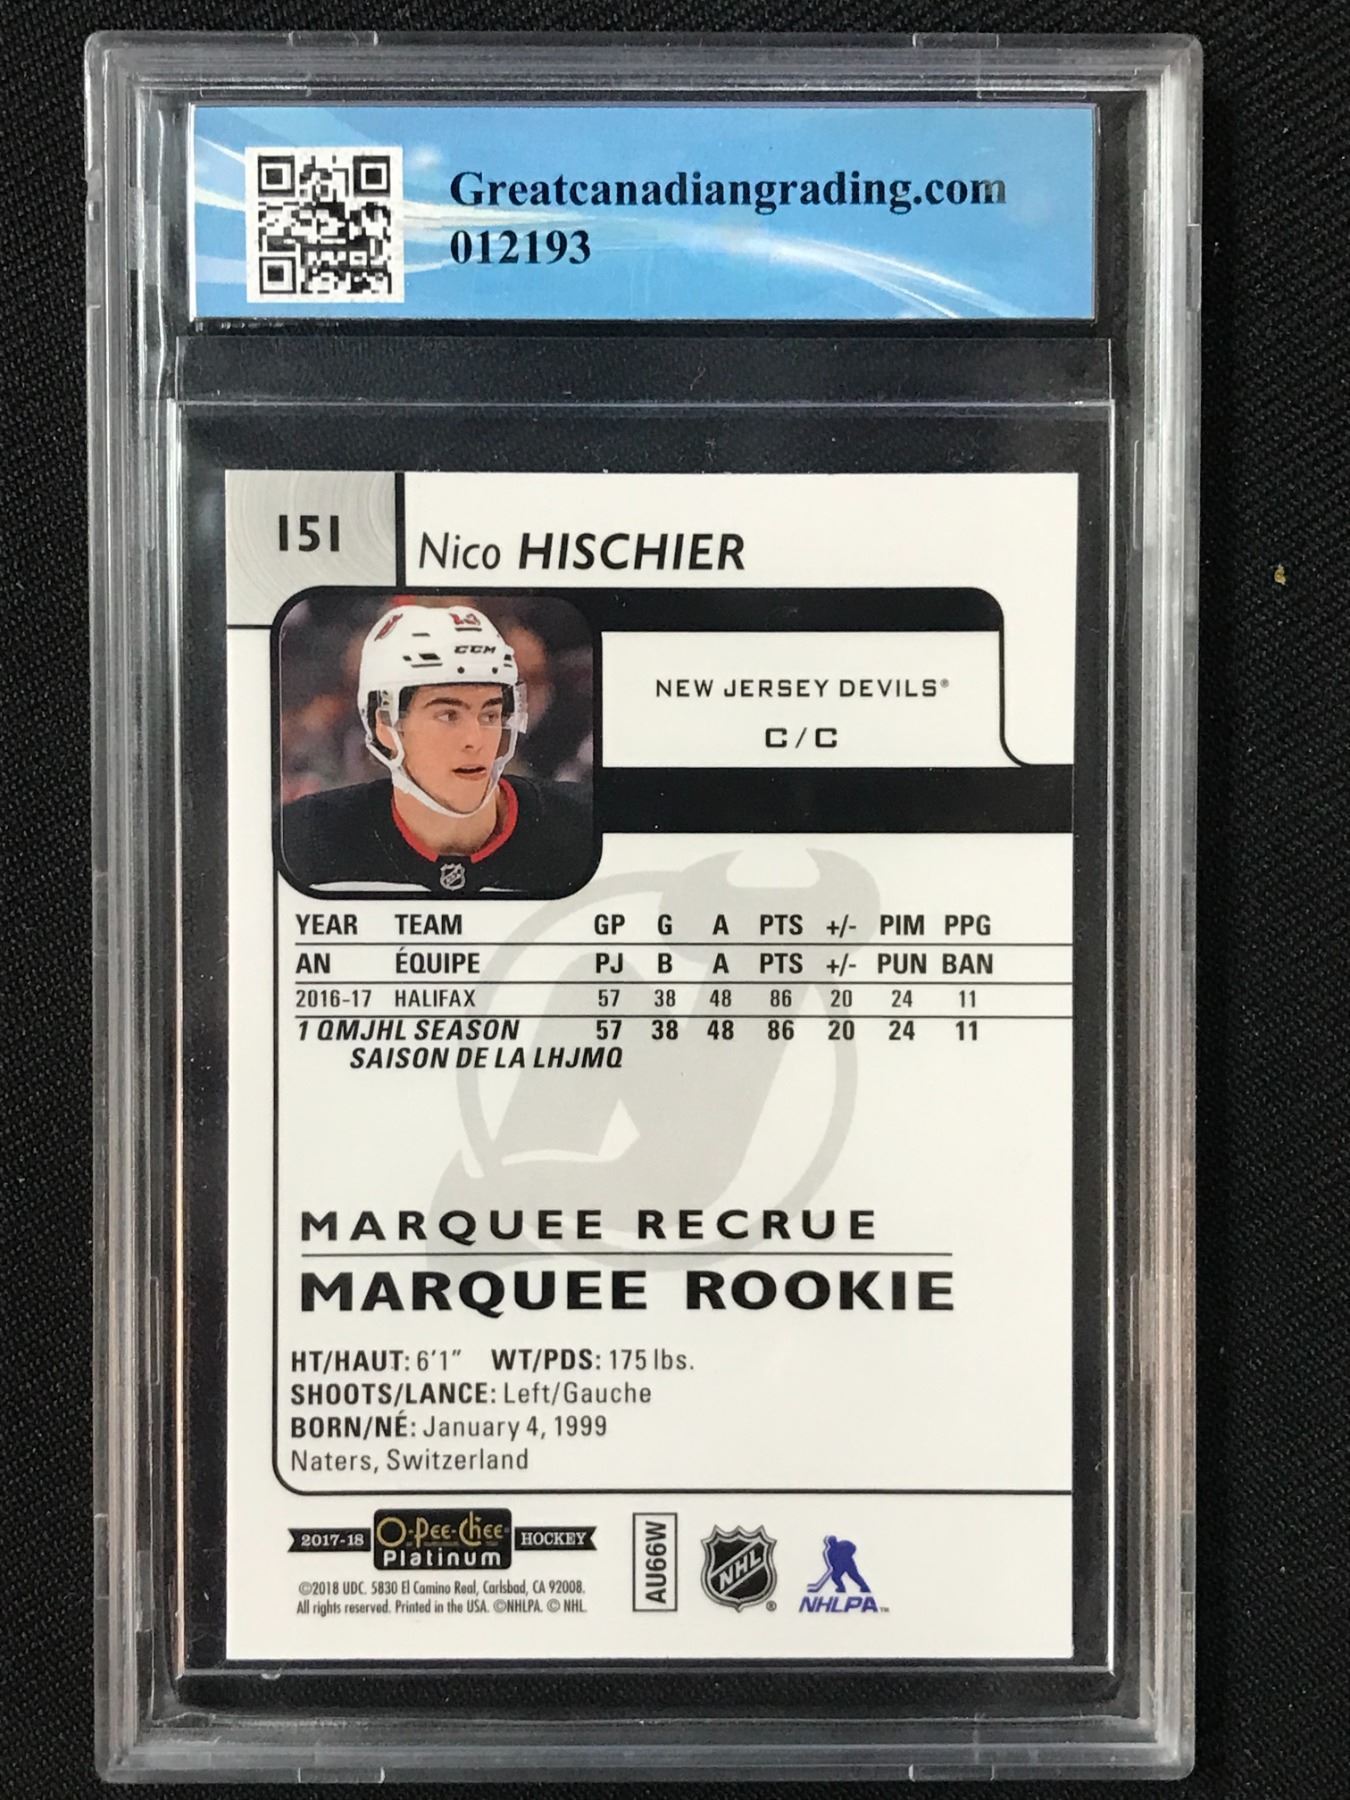 Greatcanadiangrading.com
012193
151
Nico HISCHIER
CCM
NEW JERSEY DEVILS®
C/C
YEAR TEAM GP G A PTS +/- PIM PPG
AN ÉQUIPE PJ B A PTS +/- PUN BAN
2016-17 HALIFAX 57 38 48 86 20 24 11
1 QMJHL SEASON 57 38 48 86 20 24 11
SAISON DE LA LHJMQ
MARQUEE RECRUE
MARQUEE ROOKIE
HT/HAUT: 6'1" WT/PDS: 175 lbs.
SHOOTS/LANCE: Left/Gauche
BORN/NÉ: January 4, 1999
Naters, Switzerland
2017-18 O-Pee-Chee HOCKEY
Platinum
©2018 UDC. 5830 El Camino Real, Carlsbad, CA 92008.
All rights reserved. Printed in the USA. ©NHLPA. © NHL.
AU66W
NHL ®
NHLPA™